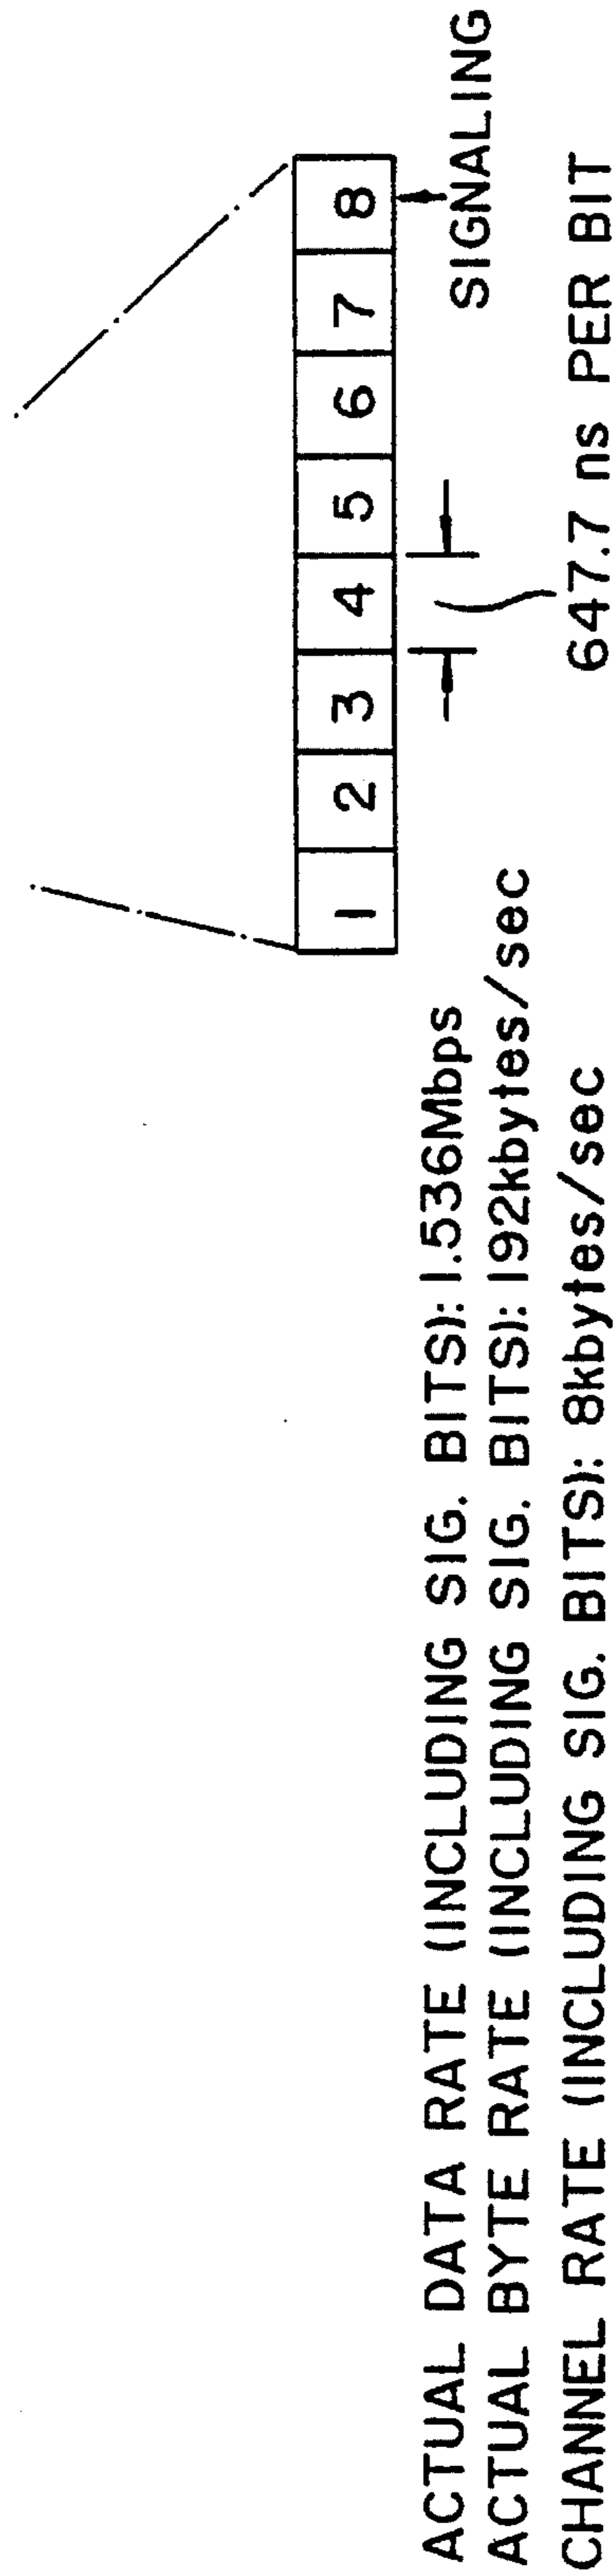 1 2 3 4 5 6 7 8
SIGNALING
647.7 ns PER BIT
ACTUAL DATA RATE (INCLUDING SIG. BITS): 1.536Mbps
ACTUAL BYTE RATE (INCLUDING SIG. BITS): 192kbytes/sec
CHANNEL RATE (INCLUDING SIG. BITS): 8kbytes/sec